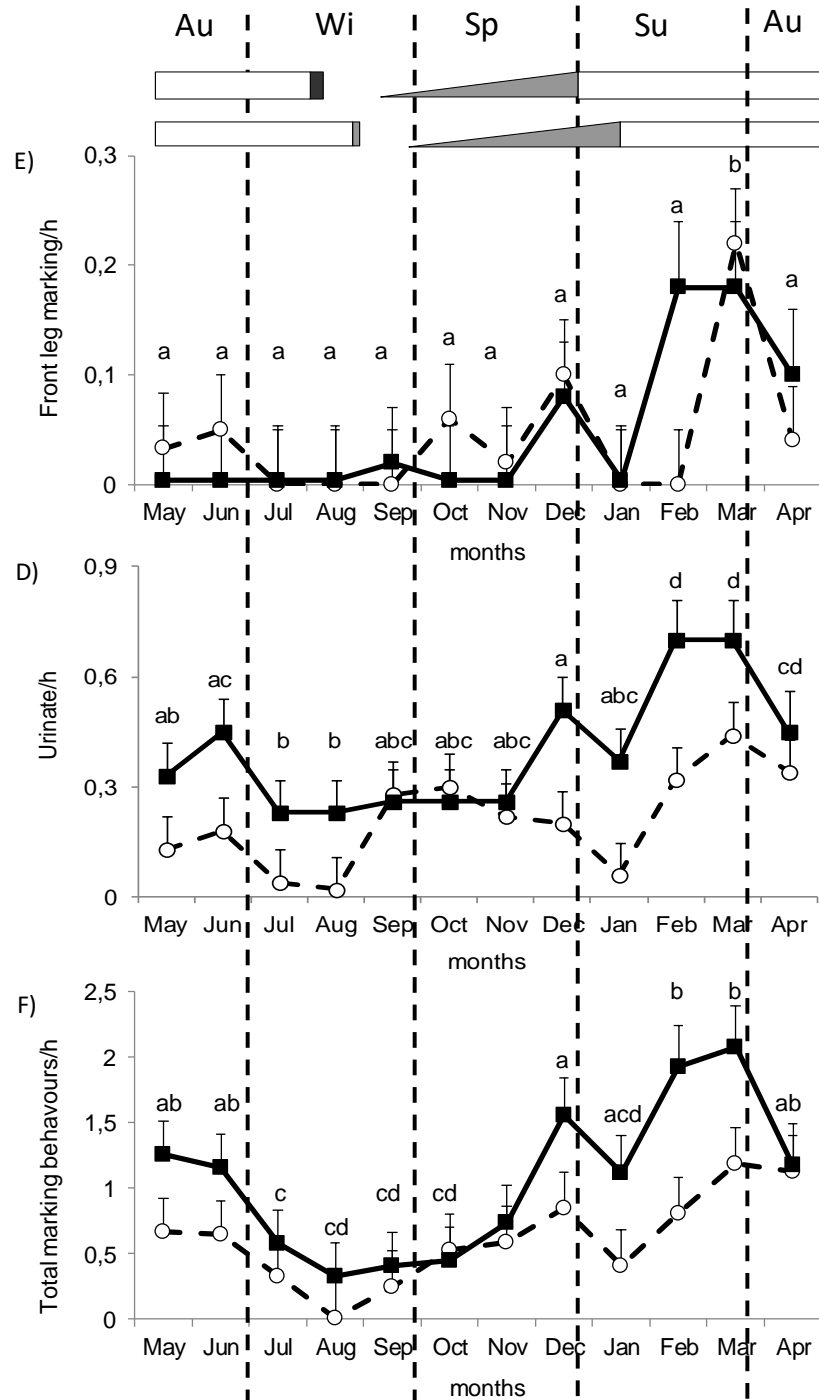 Au Wi Sp Su Au
E)
Front leg marking/h
0,3
0,2
0,1
0
a a a a a a a a a a b a
May Jun Jul Aug Sep Oct Nov Dec Jan Feb Mar Apr
months
D)
Urinate/h
0,9
0,6
0,3
0
ab ac b b abc abc abc a abc d d cd
May Jun Jul Aug Sep Oct Nov Dec Jan Feb Mar Apr
months
F)
Total marking behavours/h
2,5
2
1,5
1
0,5
0
ab ab c cd cd cd a acd b b ab
May Jun Jul Aug Sep Oct Nov Dec Jan Feb Mar Apr
months